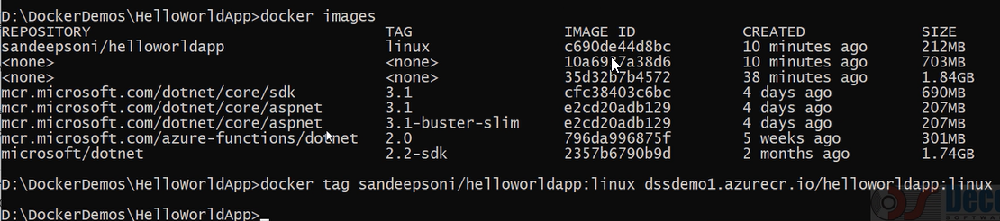 D:\DockerDemos\HelloWorldApp>docker images
REPOSITORY TAG IMAGE ID CREATED SIZE
sandeepsoni/helloworldapp linux c690de44d8bc 10 minutes ago 212MB
<none> <none> 10 minutes ago 703MB
<none> <none> 35d32b7b4572 38 minutes ago 1.84GB
mcr.microsoft.com/dotnet/core/sdk 3.1 cfc38403c6bc 4 days ago 690MB
mcr.microsoft.com/dotnet/core/aspnet 3.1 e2cd20adb129 4 days ago 207MB
mcr.microsoft.com/dotnet/core/aspnet 3.1-buster-slim e2cd20adb129 4 days ago 207MB
mcr.microsoft.com/azure-functions/dotnet 2.0 796da996875f 5 weeks ago 301MB
microsoft/dotnet 2.2-sdk 2357b6790b9d 2 months ago 1.74GB
D:\DockerDemos\HelloWorldApp>docker tag sandeepsoni/helloworldapp:linux dssdemo1.azurecr.io/helloworldapp:linux
D:\DockerDemos\HelloWorldApp>